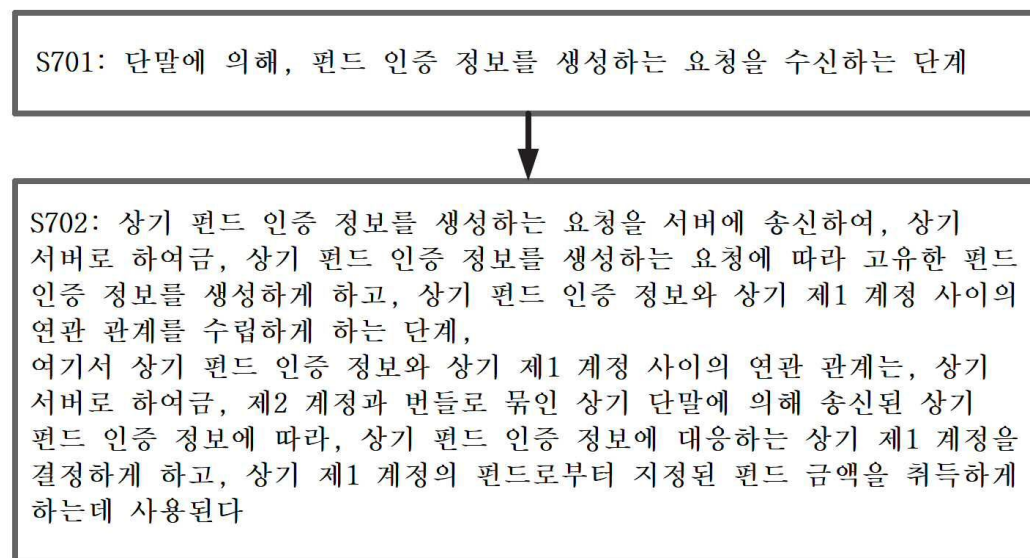 S701: 단말에 의해, 펀드 인증 정보를 생성하는 요청을 수신하는 단계
S702: 상기 펀드 인증 정보를 생성하는 요청을 서버에 송신하여, 상기
서버로 하여금, 상기 펀드 인증 정보를 생성하는 요청에 따라 고유한 펀드
인증 정보를 생성하게 하고, 상기 펀드 인증 정보와 상기 제1 계정 사이의
연관 관계를 수립하게 하는 단계,
여기서 상기 펀드 인증 정보와 상기 제1 계정 사이의 연관 관계는, 상기
서버로 하여금, 제2 계정과 번들로 묶인 상기 단말에 의해 송신된 상기
펀드 인증 정보에 따라, 상기 펀드 인증 정보에 대응하는 상기 제1 계정을
결정하게 하고, 상기 제1 계정의 펀드로부터 지정된 펀드 금액을 취득하게
하는데 사용된다